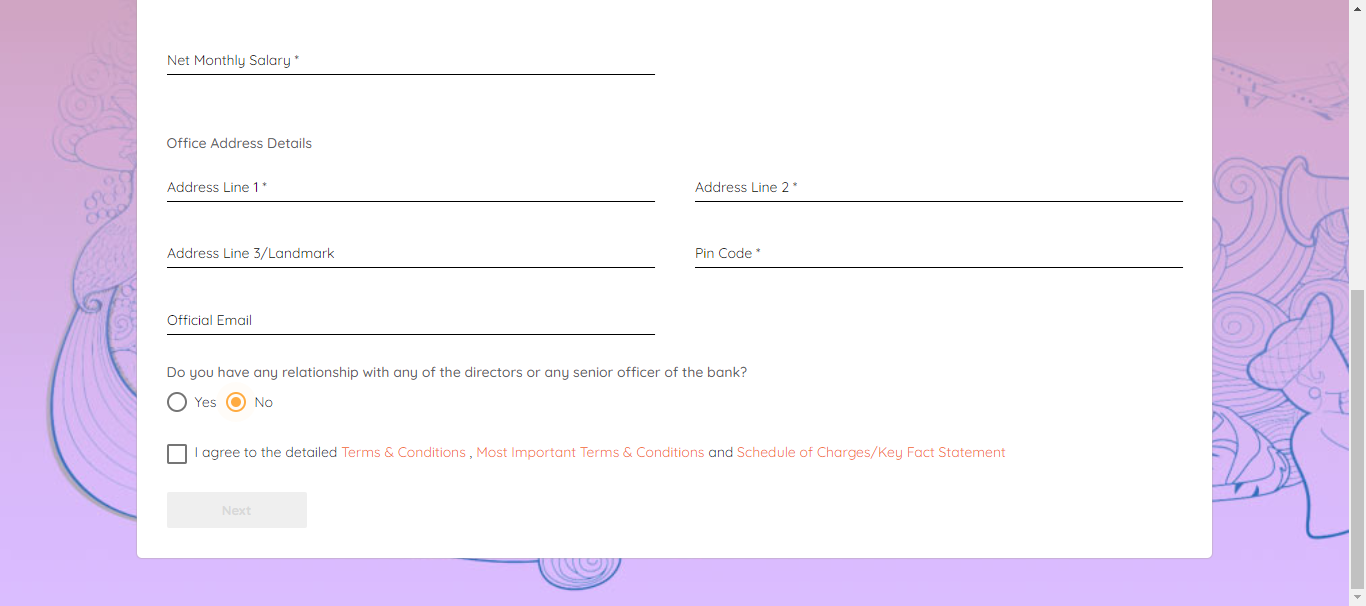 Net Monthly Salary *
Office Address Details
Address Line 1 *
Address Line 2 *
Address Line 3/Landmark
Pin Code *
Official Email
Do you have any relationship with any of the directors or any senior officer of the bank?
Yes No
I agree to the detailed Terms & Conditions , Most Important Terms & Conditions and Schedule of Charges/Key Fact Statement
Next